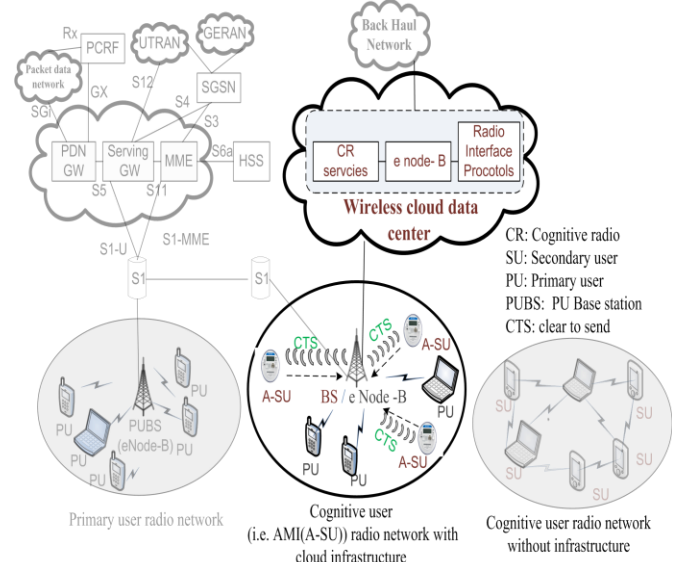 Rx
PCRF
UTRAN
GERAN
Back Haul
Network
Packet data
network
GX
S12
S4
SGSN
SGi
S3
PDN
GW
Serving
GW
MME
S6a
HSS
S5
S11
CR
servcies
e node- B
Radio
Interface
Procotols
Wireless cloud data
center
S1-U
S1-MME
S1
S1
CR: Cognitive radio
SU: Secondary user
PU: Primary user
PUBS: PU Base station
CTS: clear to send
PU
PU
PU
PU
PU
PUBS
(eNode-B)
Primary user radio network
CTS
CTS
CTS
A-SU
A-SU
A-SU
BS / e Node -B
PU
PU
PU
Cognitive user
(i.e. AMI(A-SU)) radio network with
cloud infrastructure
SU
SU
SU
SU
SU
Cognitive user radio network
without infrastructure